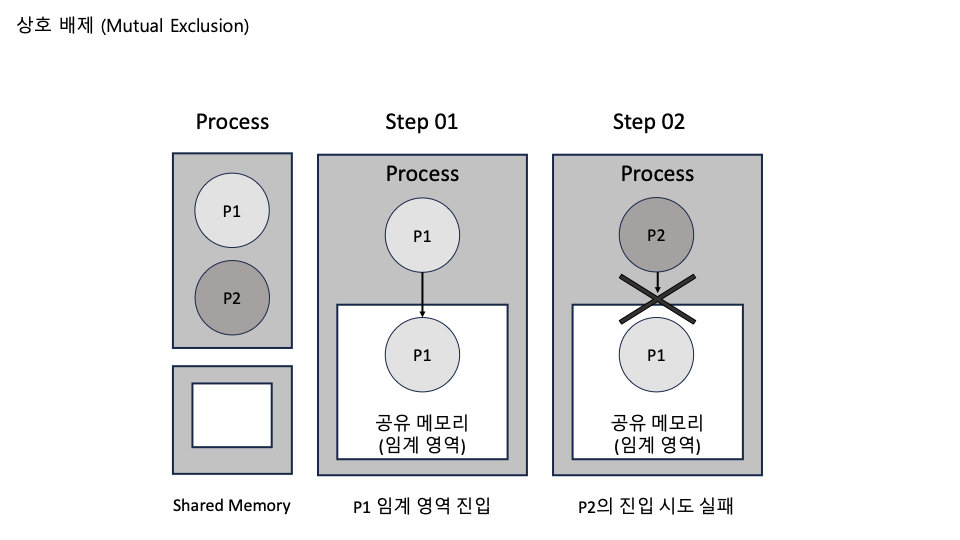 상호 배제 (Mutual Exclusion)
Process
P1
P2
Shared Memory
Step 01
Process
P1
P1
공유 메모리
(임계 영역)
P1 임계 영역 진입
Step 02
Process
P2
P1
공유 메모리
(임계 영역)
P2의 진입 시도 실패